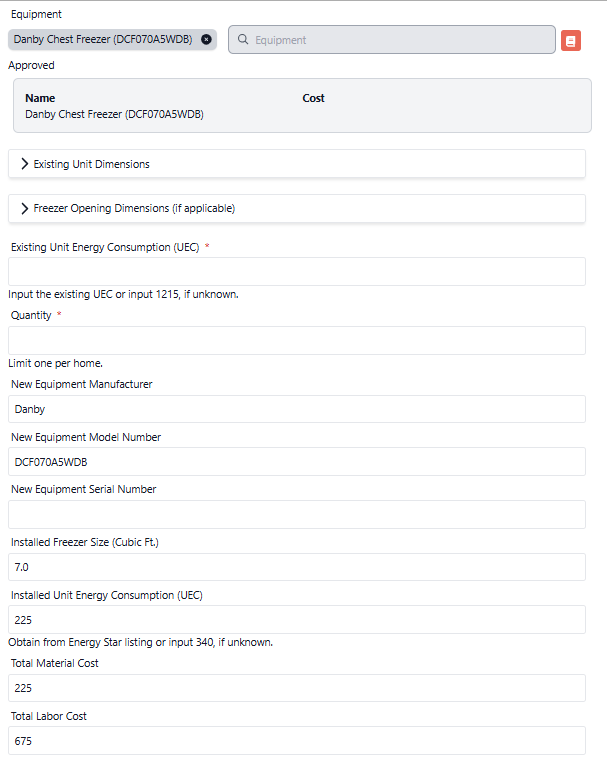 Equipment
Danby Chest Freezer (DCF070A5WDB) Equipment
Approved
Name Cost
Danby Chest Freezer (DCF070A5WDB)
Existing Unit Dimensions
Freezer Opening Dimensions (if applicable)
Existing Unit Energy Consumption (UEC) *
Input the existing UEC or input 1215, if unknown.
Quantity *
Limit one per home.
New Equipment Manufacturer
Danby
New Equipment Model Number
DCF070A5WDB
New Equipment Serial Number
Installed Freezer Size (Cubic Ft.)
7.0
Installed Unit Energy Consumption (UEC)
225
Obtain from Energy Star listing or input 340, if unknown.
Total Material Cost
225
Total Labor Cost
675